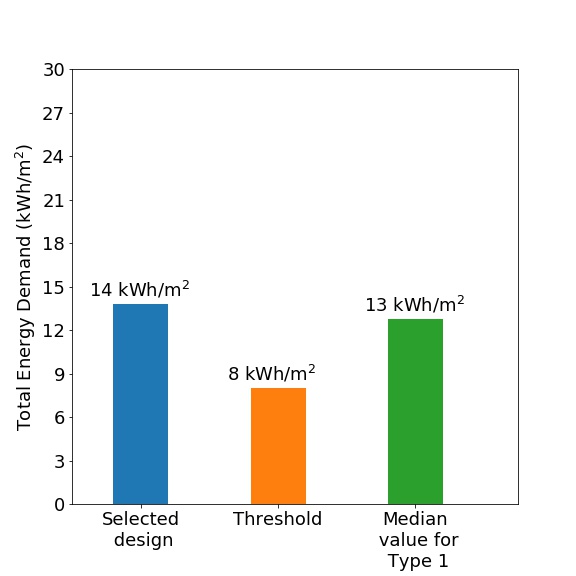 30
27
24
21
18
15
12
9
6
3
0
Total Energy Demand (kWh/m²)
14 kWh/m²
8 kWh/m²
13 kWh/m²
Selected
design
Threshold
Median
value for
Type 1